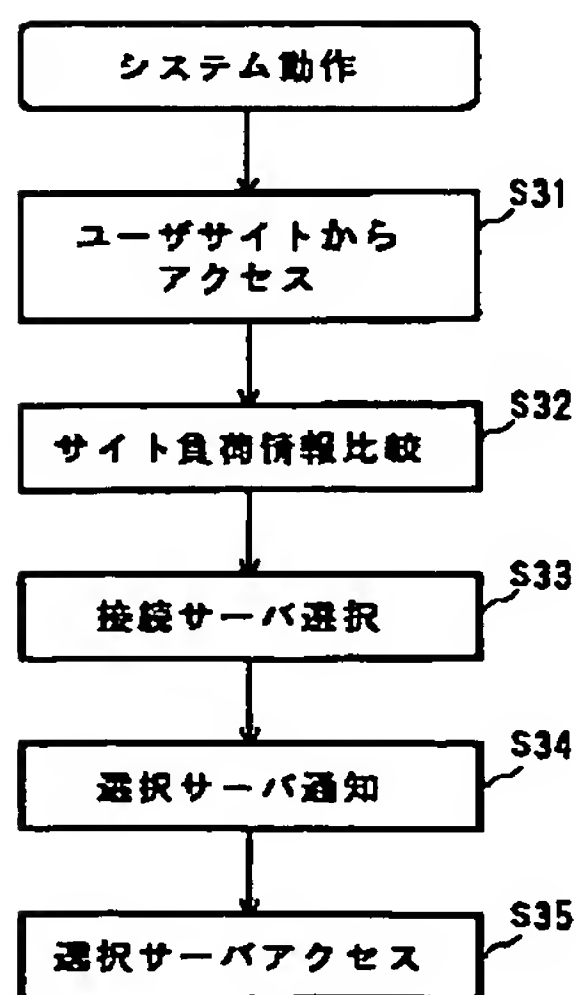 システム動作
S31
ユーザサイトから
アクセス
S32
サイト負荷情報比較
S33
接続サーバ選択
S34
選択サーバ通知
S35
選択サーバアクセス